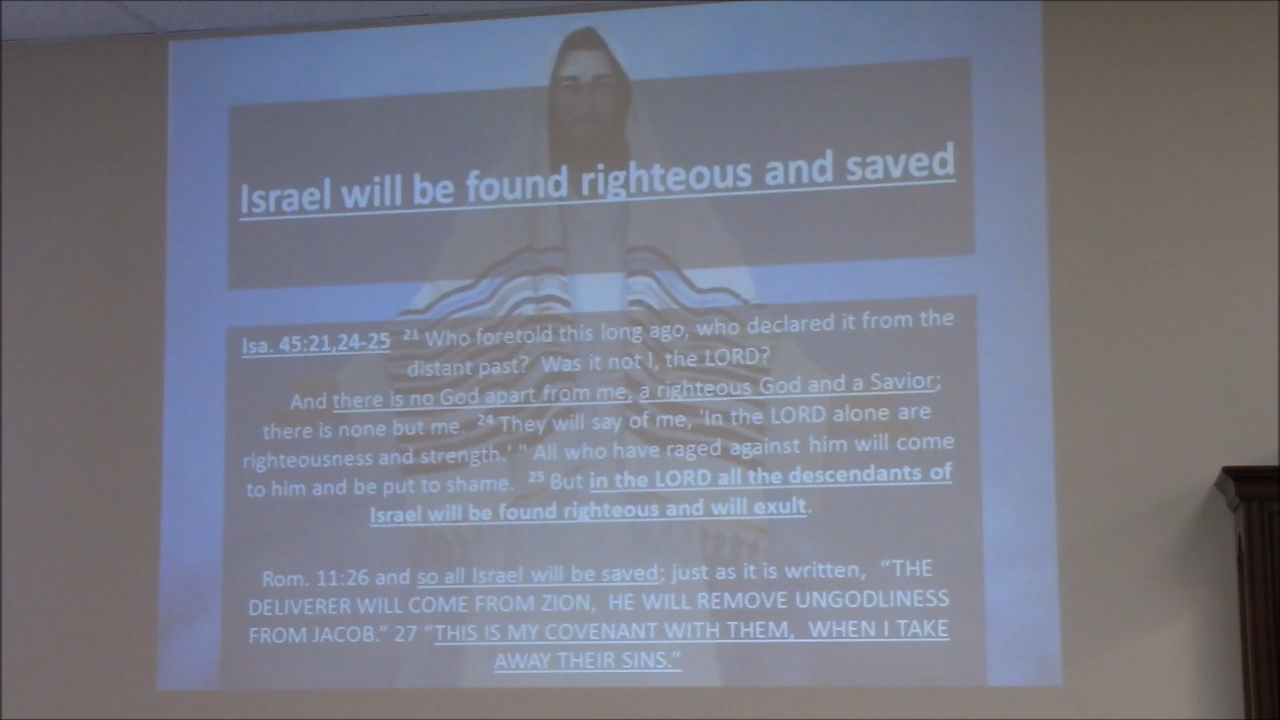 Israel will be found righteous and saved
Isa. 45:21,24-25 21 Who foretold this long ago, who declared it from the
distant past? Was it not I, the LORD?
And there is no God apart from me, a righteous God and a Savior;
there is none but me. 24 They will say of me, 'In the LORD alone are
righteousness and strength.' " All who have raged against him will come
to him and be put to shame. 25 But in the LORD all the descendants of
Israel will be found righteous and will exult.
Rom. 11:26 and so all Israel will be saved; just as it is written, “THE
DELIVERER WILL COME FROM ZION, HE WILL REMOVE UNGODLINESS
FROM JACOB.” 27 “THIS IS MY COVENANT WITH THEM, WHEN I TAKE
AWAY THEIR SINS.”